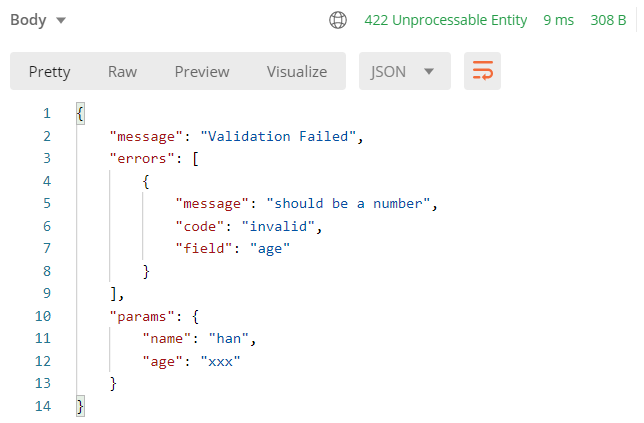 Body 422 Unprocessable Entity 9 ms 308 B
Pretty Raw Preview Visualize JSON
1 {
2 "message": "Validation Failed",
3 "errors": [
4 {
5 "message": "should be a number",
6 "code": "invalid",
7 "field": "age"
8 }
9 ],
10 "params": {
11 "name": "han",
12 "age": "xxx"
13 }
14 }